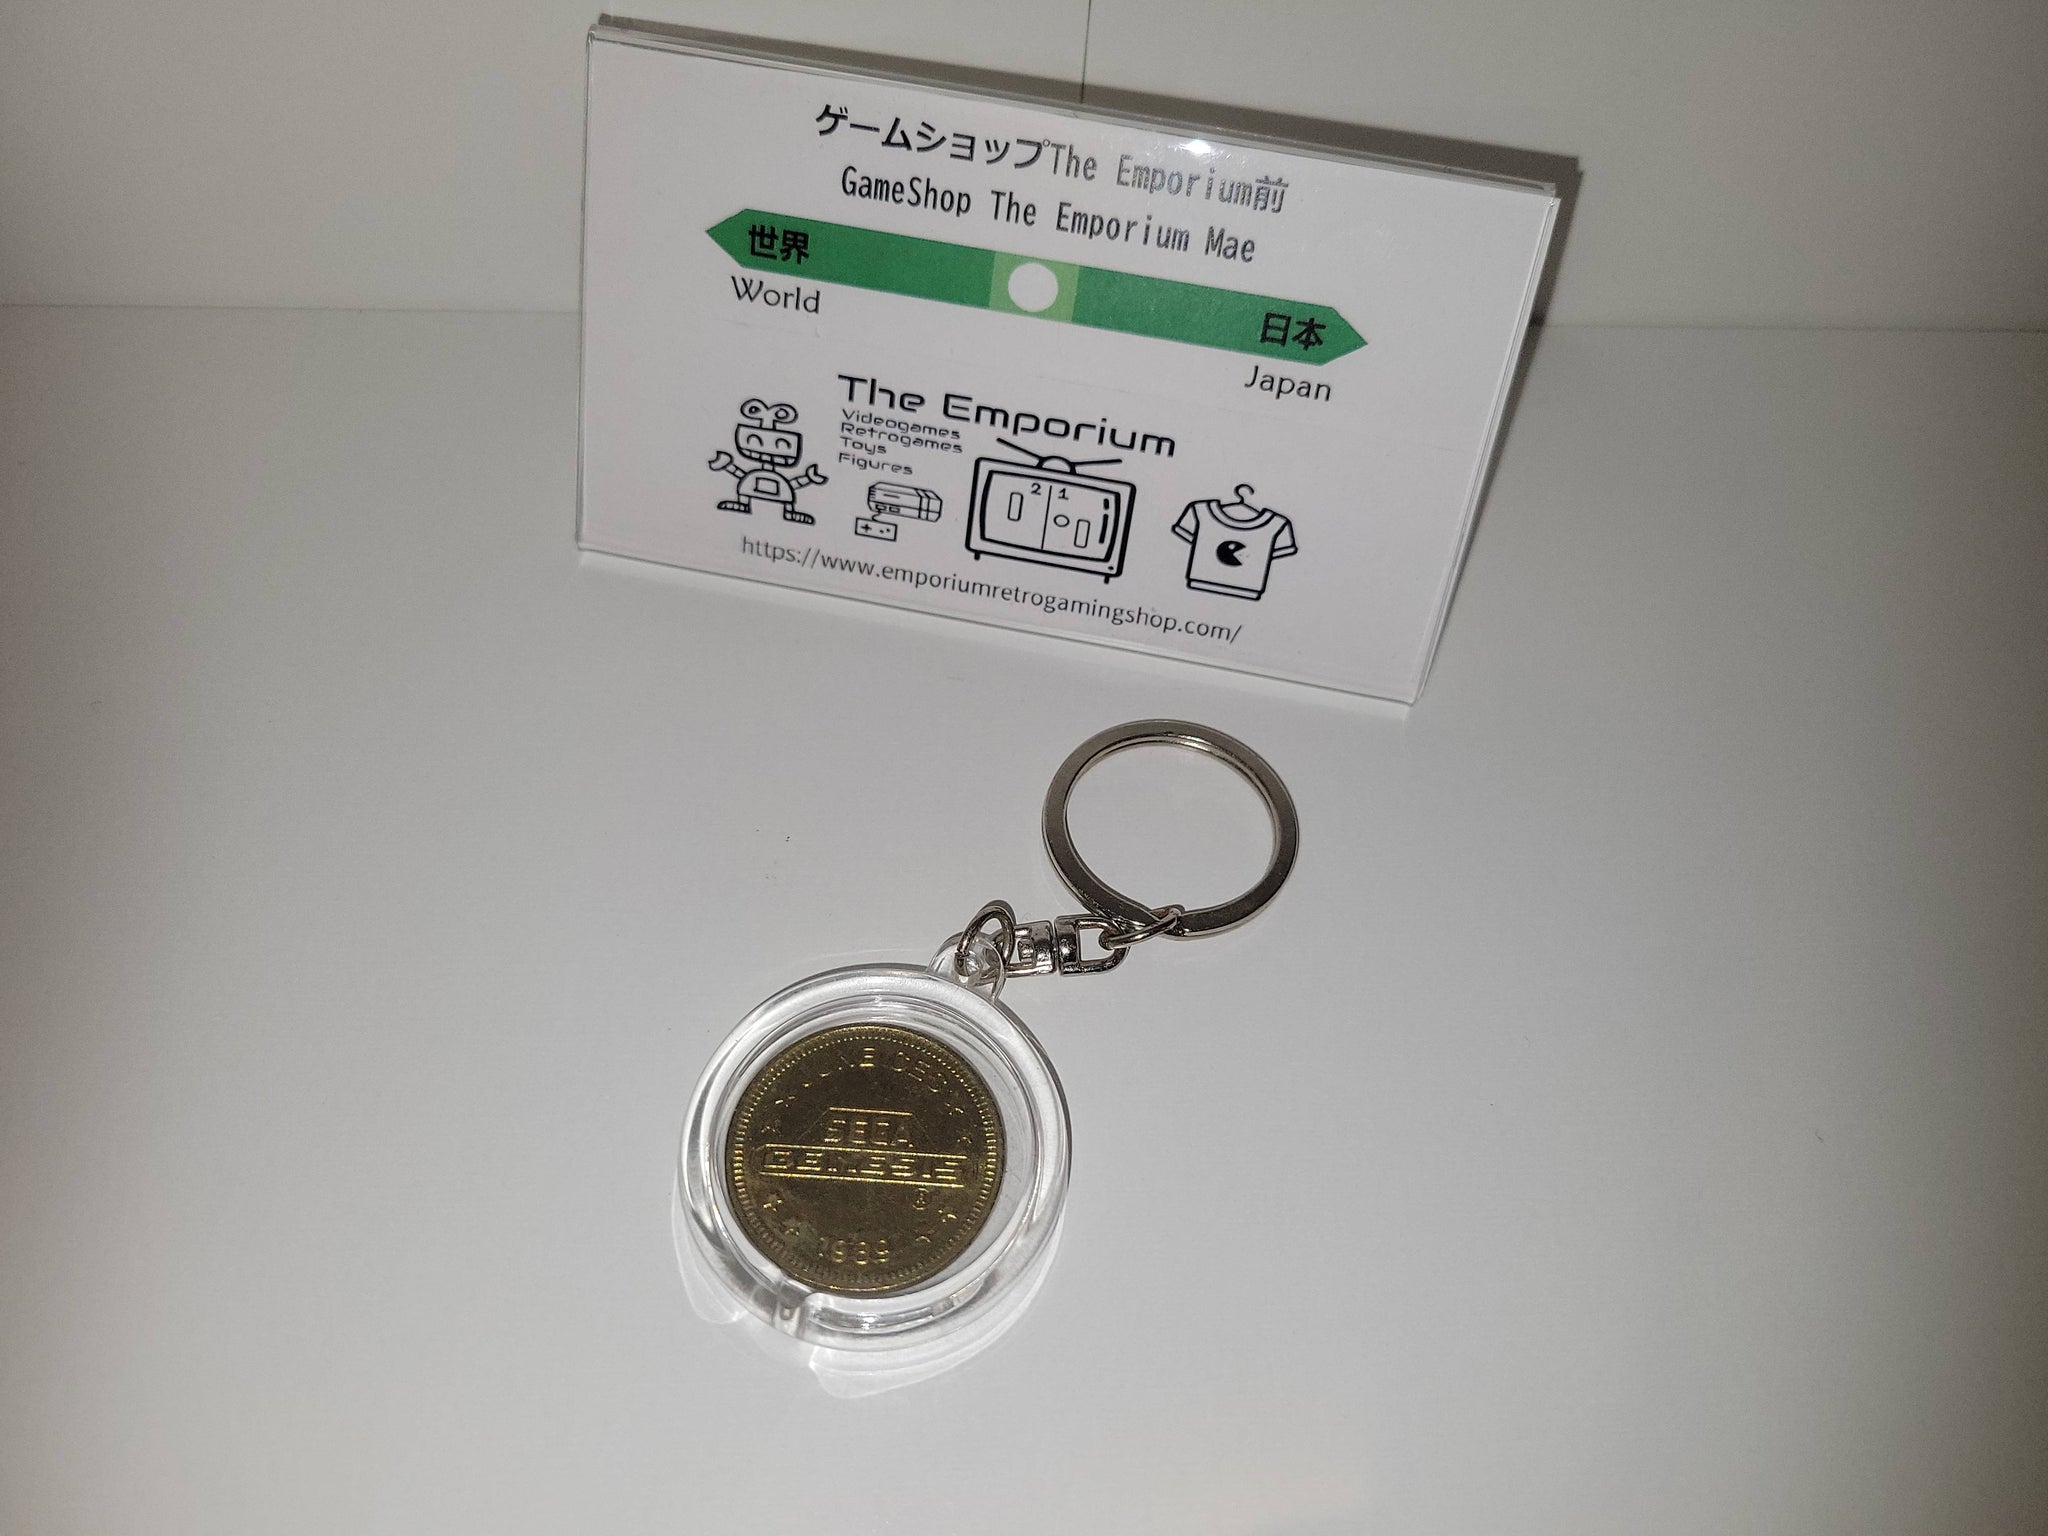 ゲームショップThe Emporium前
GameShop The Emporium Mae
世界
World
日本
Japan
The Emporium
Videogames
Retrogames
Toys
Figures
2 1
https://www.emporiumretrogamingshop.com/
JUNE CES
SEGA
GENESIS
®
1989